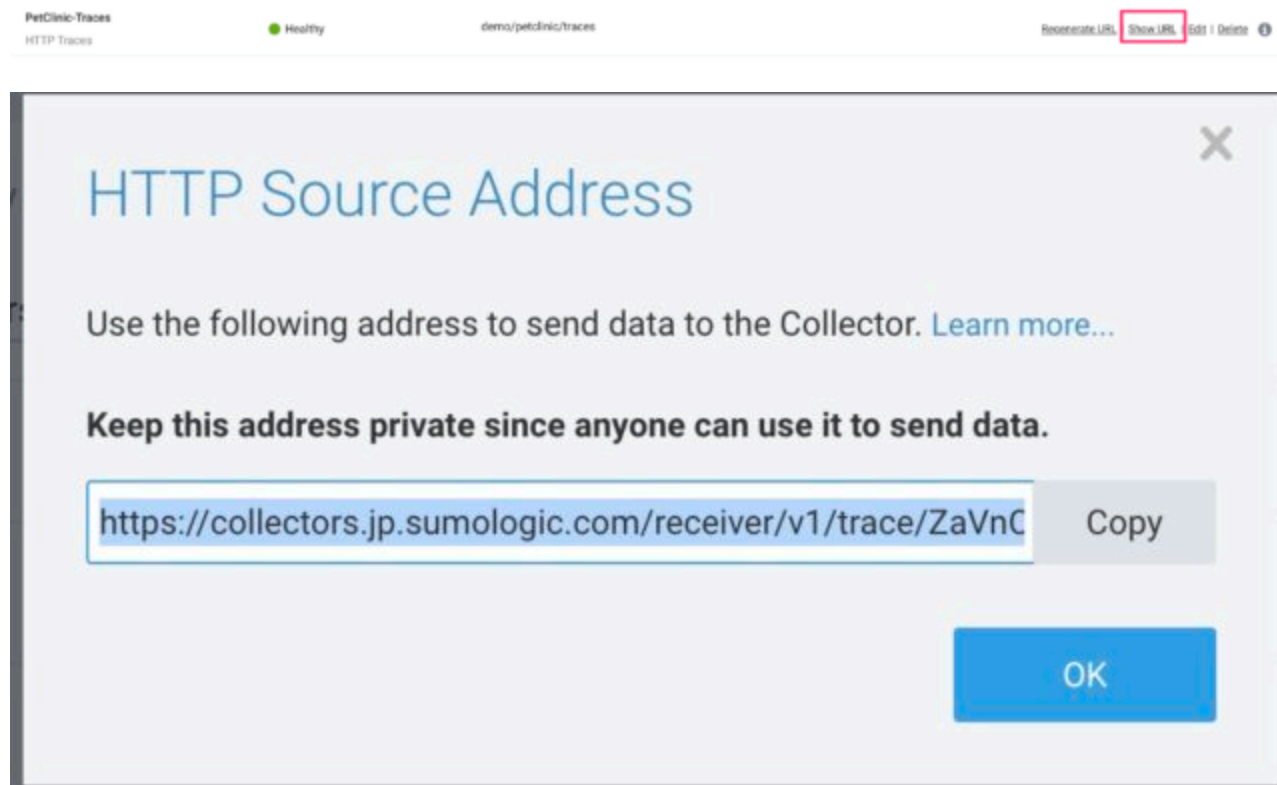 PetClinic-Traces
HTTP Traces
Healthy
demo/petclinic/traces
Regenerate URL | Show URL | Edit | Delete
HTTP Source Address
Use the following address to send data to the Collector. Learn more...
Keep this address private since anyone can use it to send data.
https://collectors.jp.sumologic.com/receiver/v1/trace/ZaVnC
Copy
OK